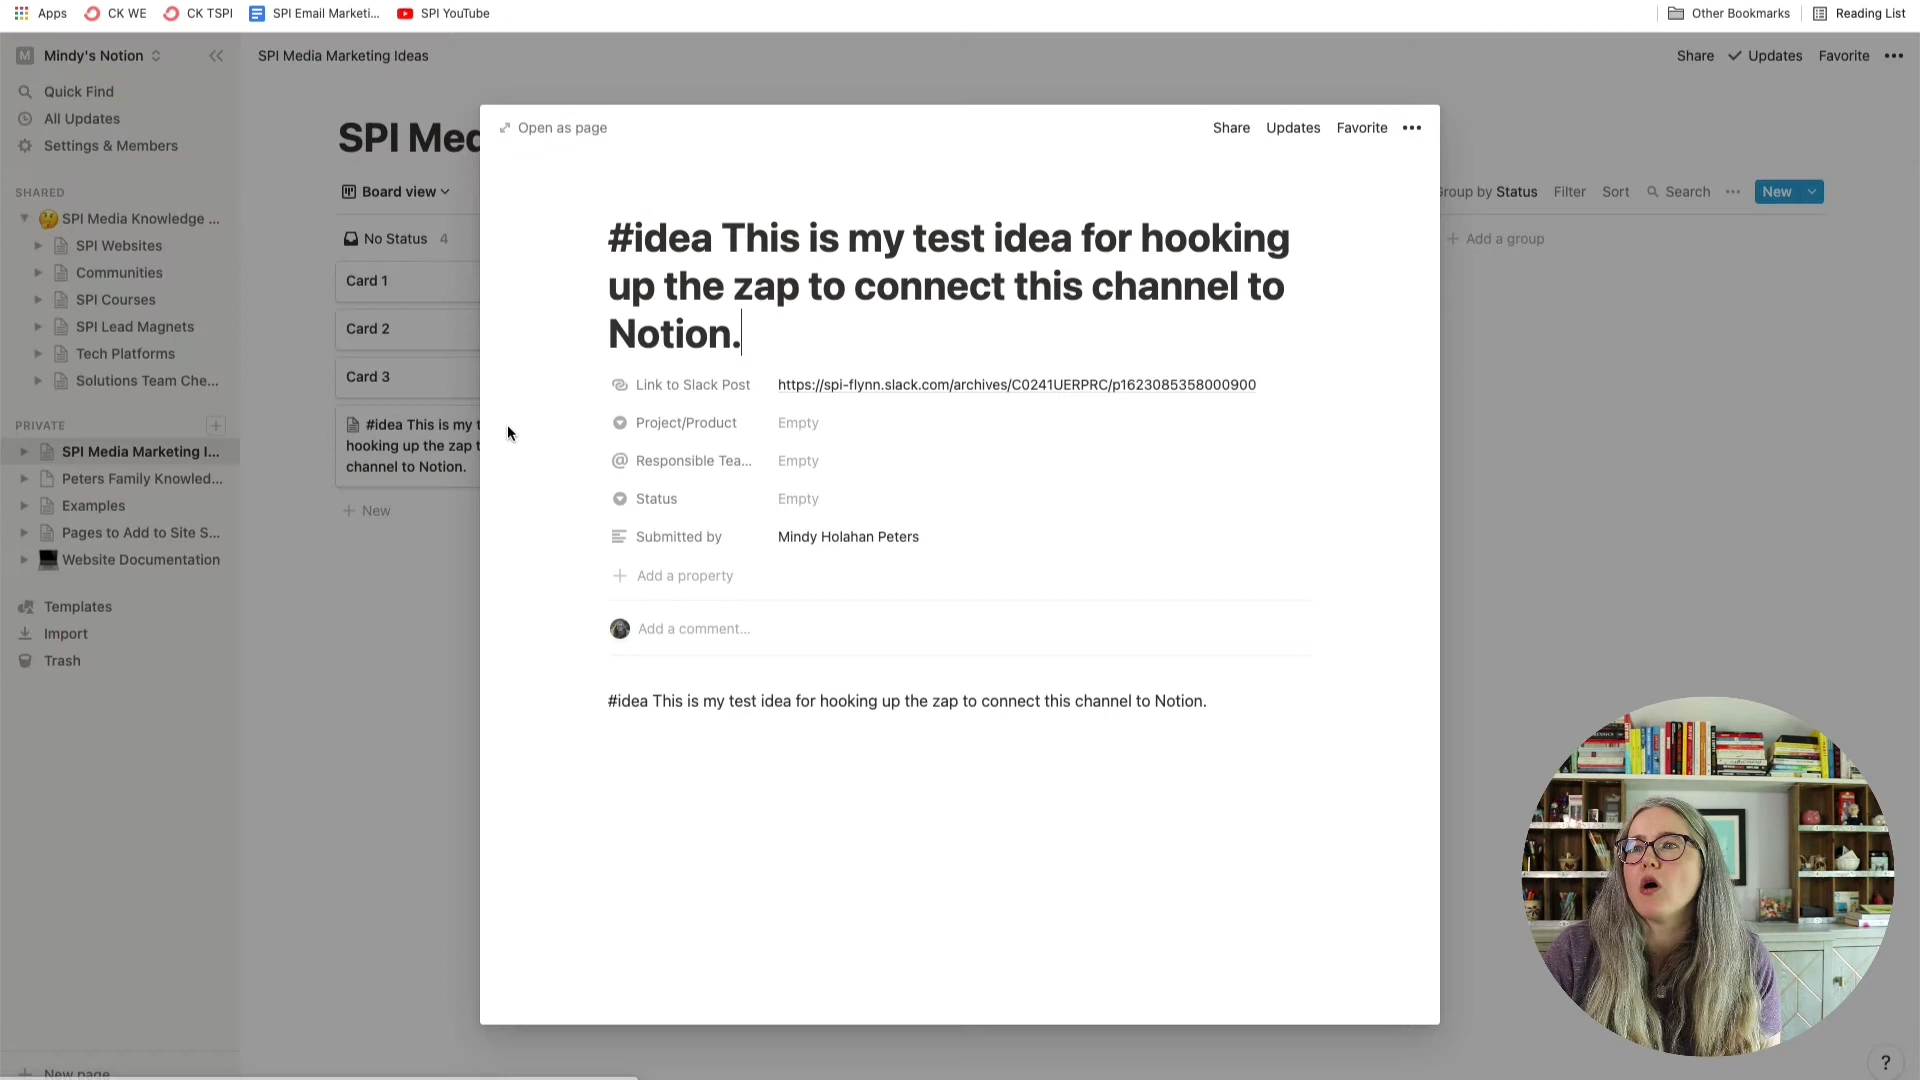 Apps
CK WE
CK TSPI
SPI Email Marketi...
SPI YouTube
Other Bookmarks
Reading List
M Mindy's Notion
SPI Media Marketing Ideas
Share
Updates
Favorite
Quick Find
All Updates
Settings & Members
SHARED
SPI Media Knowledge ...
SPI Websites
Communities
SPI Courses
SPI Lead Magnets
Tech Platforms
Solutions Team Che...
PRIVATE
SPI Media Marketing I...
Peters Family Knowled...
Examples
Pages to Add to Site S...
Website Documentation
Templates
Import
Trash
New page
SPI Med
Board view
No Status 4
Card 1
Card 2
Card 3
#idea This is my t
hooking up the zap t
channel to Notion.
New
Group by Status
Filter
Sort
Search
New
Add a group
Open as page
Share
Updates
Favorite
#idea This is my test idea for hooking
up the zap to connect this channel to
Notion.
Link to Slack Post https://spi-flynn.slack.com/archives/C0241UERPRC/p1623085358000900
Project/Product Empty
Responsible Tea... Empty
Status Empty
Submitted by Mindy Holahan Peters
Add a property
Add a comment...
#idea This is my test idea for hooking up the zap to connect this channel to Notion.
?